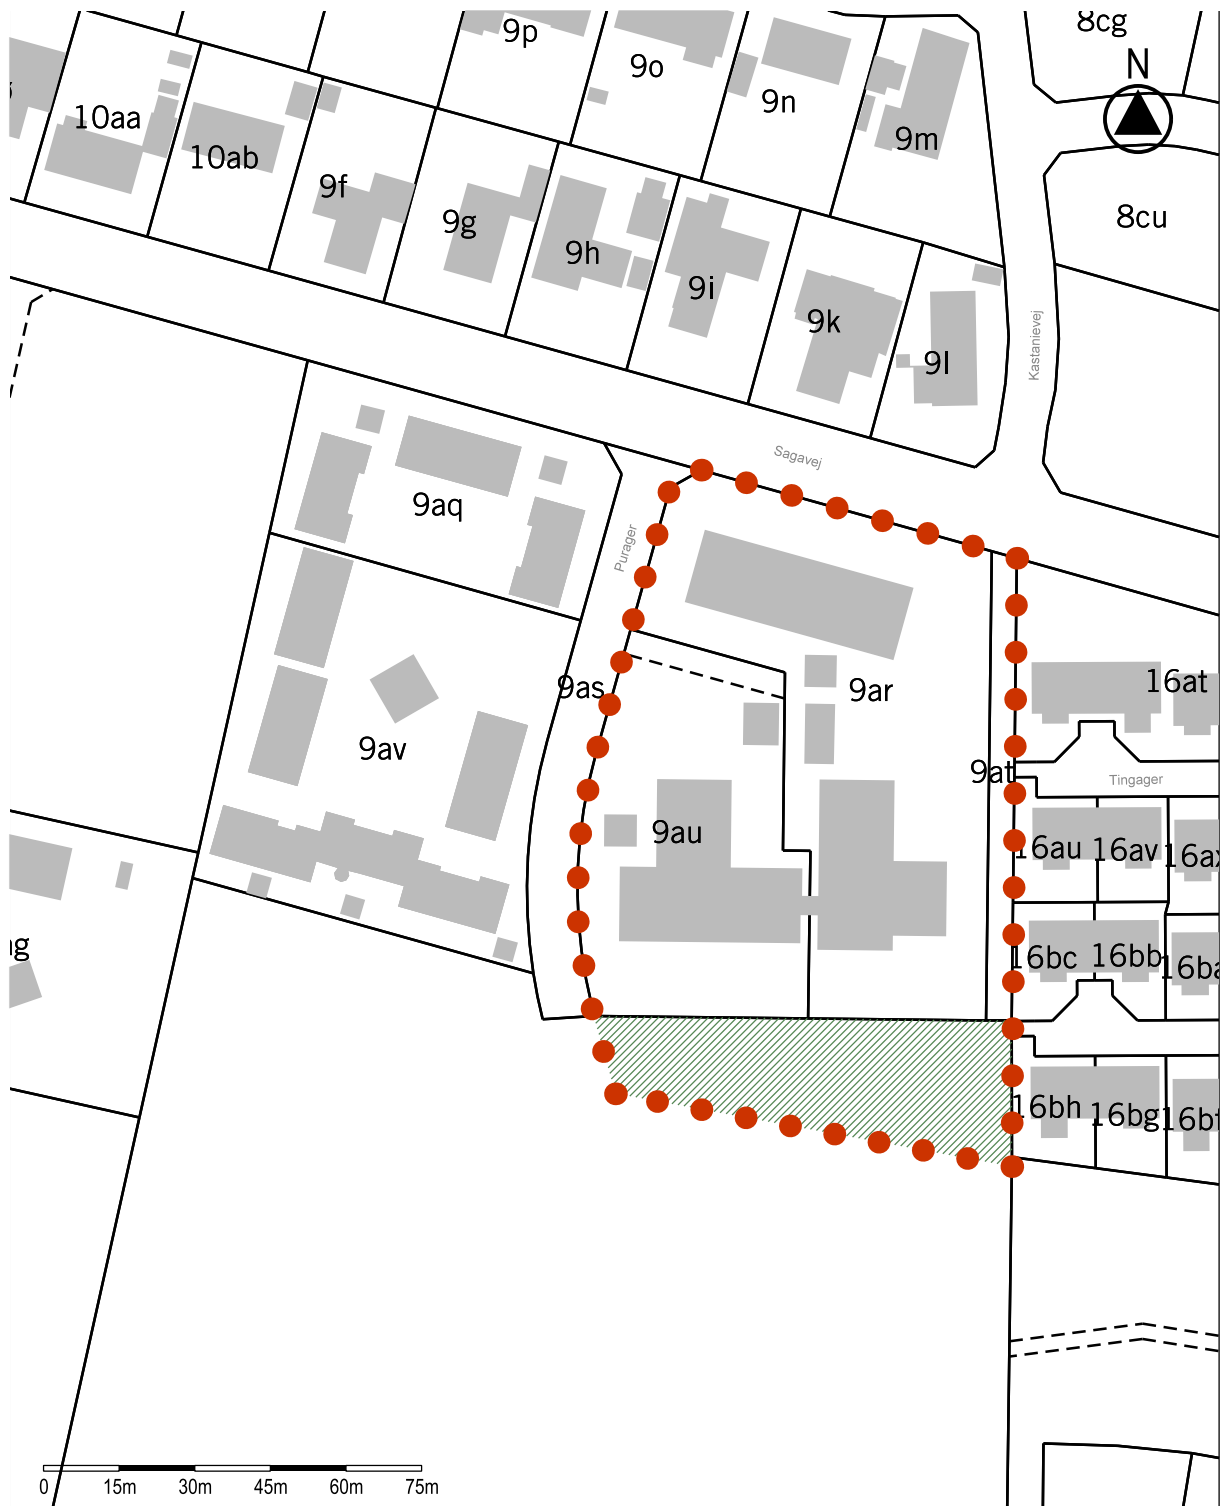 9p
8cg
9o
N
9n
10aa
9m
10ab
9f
8cu
9g
9h
9i
9k
Kastanievej
9l
Sagavej
9aq
Purager
9as
9ar
16at
9av
9at
Tingager
9au
16au
16av
16bc
16bb
16bh
16bg
0
15m
30m
45m
60m
75m